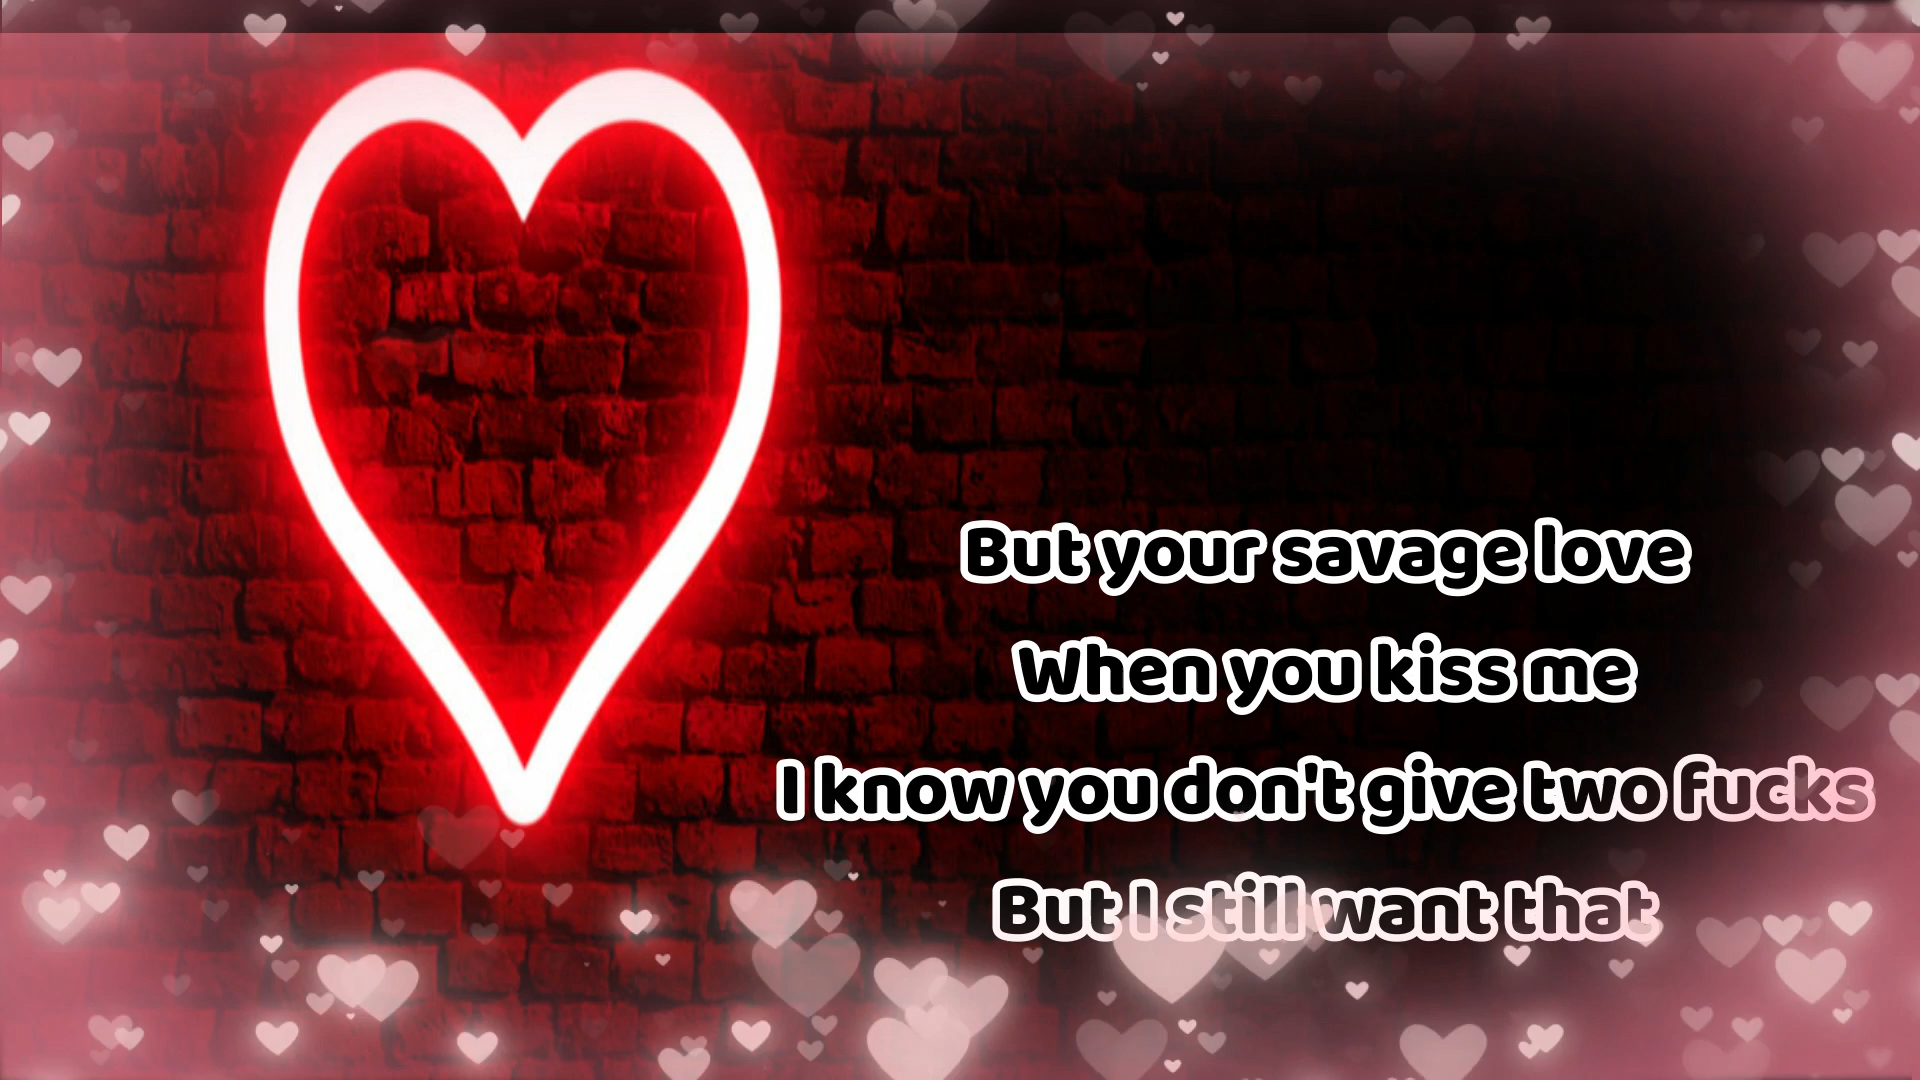 But your savage love
When you kiss me
I know you don't give two fucks
But I still want that